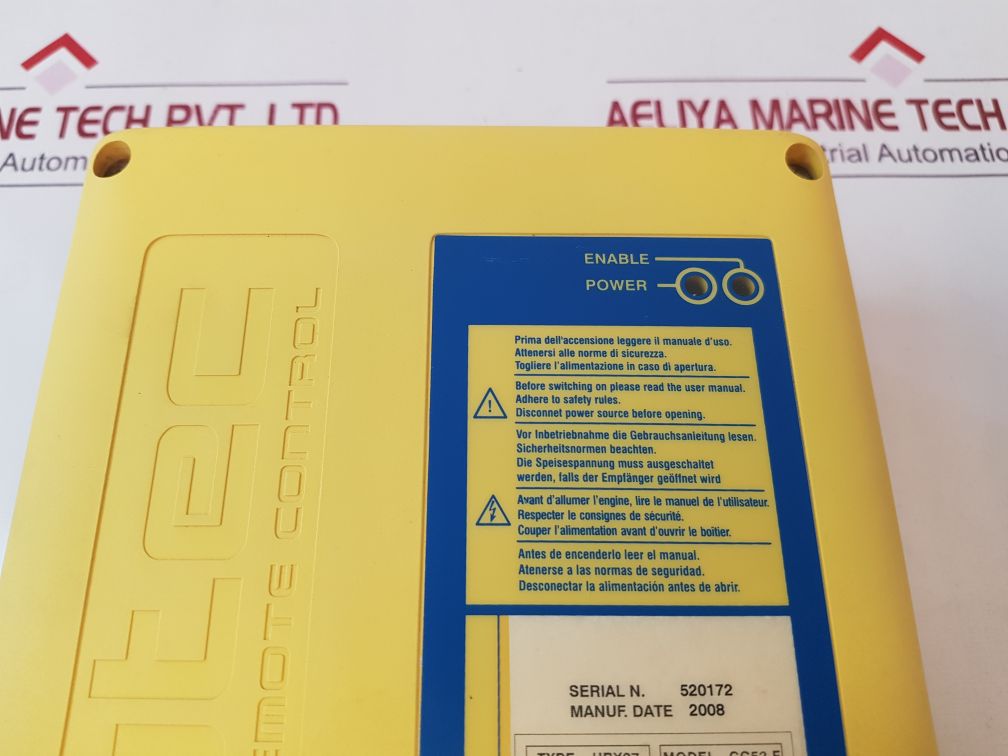 NE TECH PVT. LTD
Autom
AELIYA MARINE TECH
trial Automatio
ENABLE
POWER
Prima dell'accensione leggere il manuale d'uso.
Attenersi alle norme di sicurezza.
Togliere l'alimentazione in caso di apertura.
Before switching on please read the user manual.
Adhere to safety rules.
Disconnet power source before opening.
Vor Inbetriebnahme die Gebrauchsanleitung lesen.
Sicherheitsnormen beachten.
Die Speisespannung muss ausgeschaltet
werden, falls der Empfänger geöffnet wird
Avant d'allumer l'engine, lire le manuel de l'utilisateur.
Respecter le consignes de sécurité.
Couper l'alimentation avant d'ouvrir le boîtier.
Antes de encenderlo leer el manual.
Atenerse a las normas de seguridad.
Desconectar la alimentación antes de abrir.
SERIAL N. 520172
MANUF. DATE 2008
TYPE MODEL
tec
EMOTE CONTROL